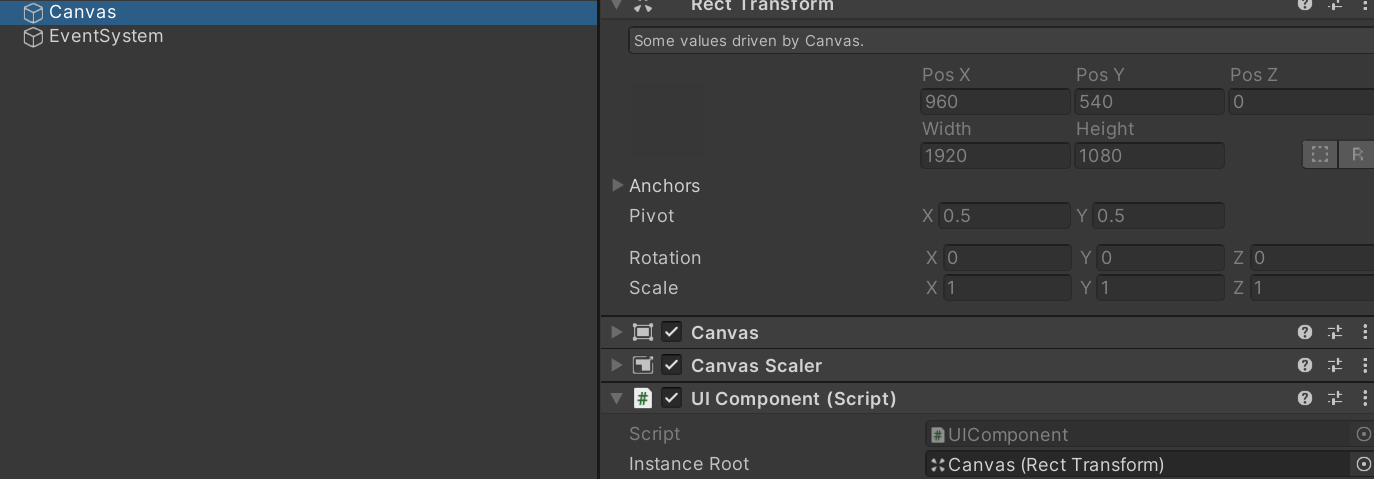 Canvas
EventSystem
Rect Transform
Some values driven by Canvas.
Pos X Pos Y Pos Z
960 540 0
Width Height
1920 1080
R
Anchors
Pivot X 0.5 Y 0.5
Rotation X 0 Y 0 Z 0
Scale X 1 Y 1 Z 1
Canvas
Canvas Scaler
# UI Component (Script)
Script # UIComponent
Instance Root Canvas (Rect Transform)